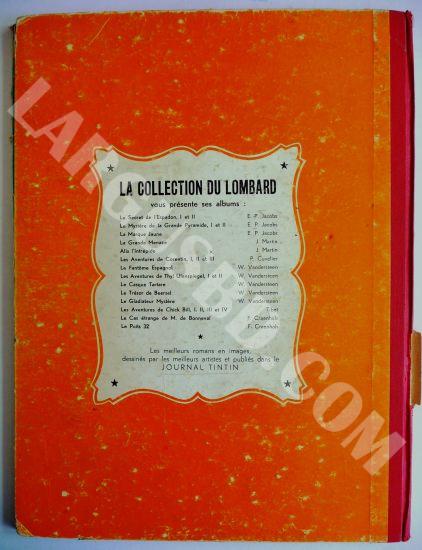 LA COLLECTION DU LOMBARD
vous présente ses albums :
Le Secret de l'Espadon, I et II E. P. Jacobs
Le Mystère de la Grande Pyramide, I et II E. P. Jacobs
La Marque Jaune E. P. Jacobs
La Grande Menace J. Martin
Alix l'Intrépide J. Martin
Les Aventures de Corentin, I, II et III P. Cuvelier
Le Fantôme Espagnol W. Vandersteen
Les Aventures de Thyl Ulenspiegel, I et II W. Vandersteen
Le Casque Tartare W. Vandersteen
Le Trésor de Beersel W. Vandersteen
Le Gladiateur Mystère W. Vandersteen
Les Aventures de Chick Bill, I, II, III et IV Tibet
Le Cas étrange de M. de Bonneval F. Craenhals
Le Puits 32 F. Craenhals
Les meilleurs romans en images,
dessinés par les meilleurs artistes et publiés dans le
JOURNAL TINTIN
LARGUSBD.COM